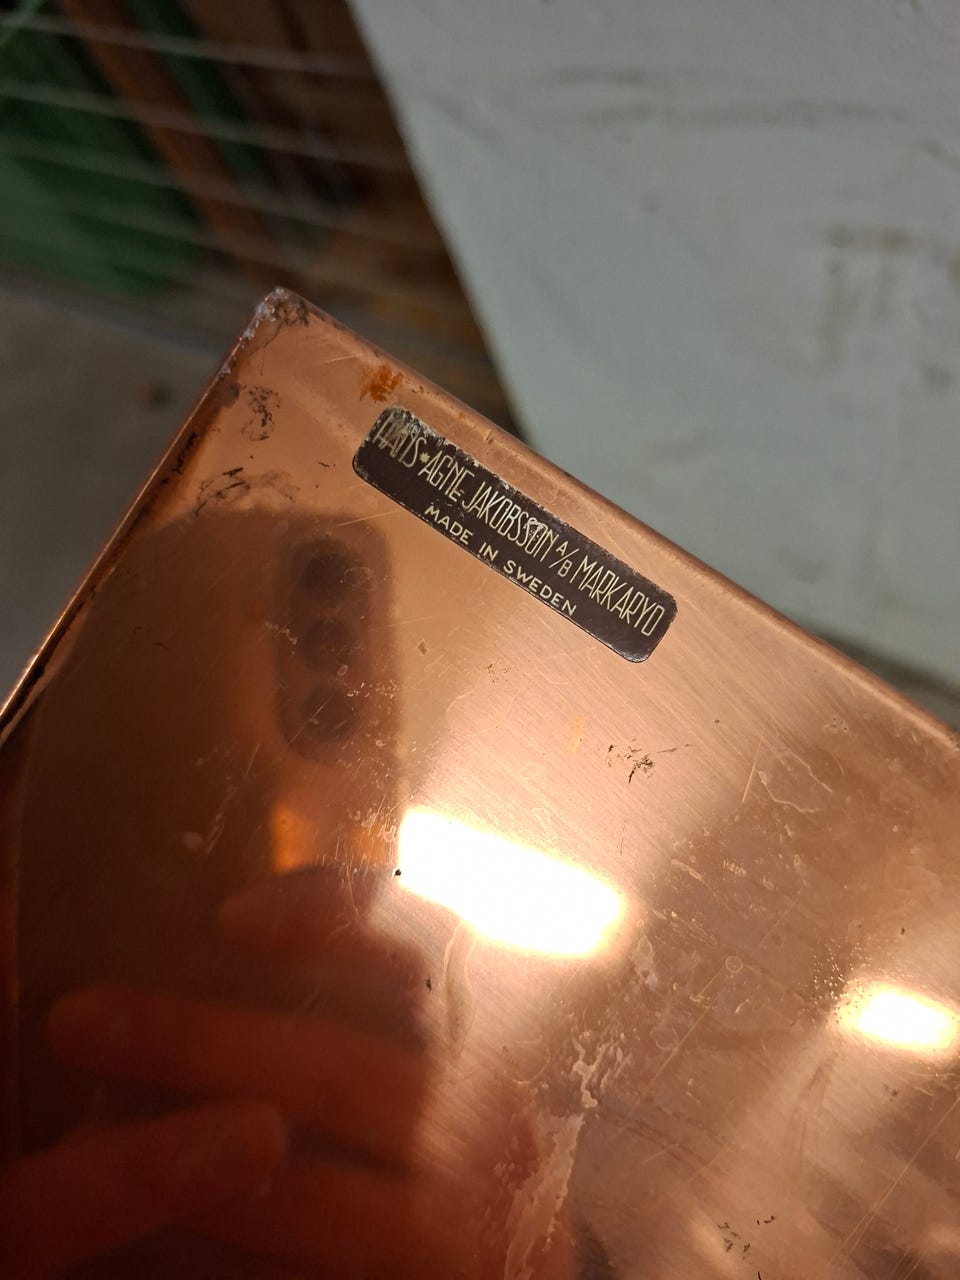 HANS-AGNE JAKOBSSON A/B MARKARYD
MADE IN SWEDEN